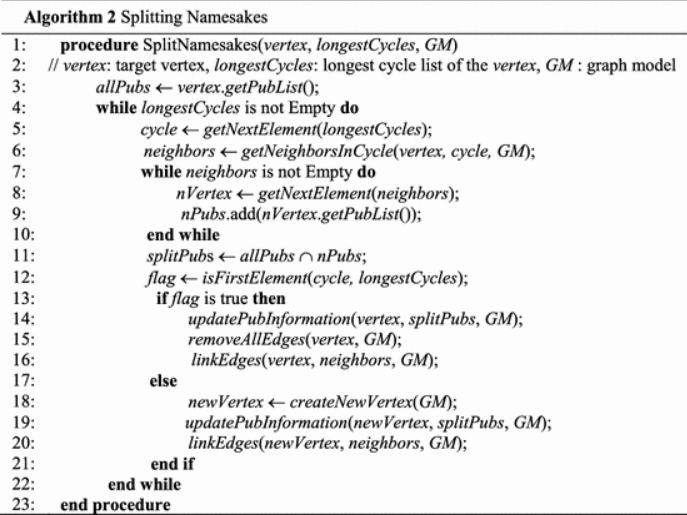 Algorithm 2 Splitting Namesakes
1: procedure SplitNamesakes(vertex, longestCycles, GM)
2: // vertex: target vertex, longestCycles: longest cycle list of the vertex, GM : graph model
3: allPubs ← vertex.getPubList();
4: while longestCycles is not Empty do
5: cycle ← getNextElement(longestCycles);
6: neighbors ← getNeighborsInCycle(vertex, cycle, GM);
7: while neighbors is not Empty do
8: nVertex ← getNextElement(neighbors);
9: nPubs.add(nVertex.getPubList());
10: end while
11: splitPubs ← allPubs ∩ nPubs;
12: flag ← isFirstElement(cycle, longestCycles);
13: if flag is true then
14: updatePubInformation(vertex, splitPubs, GM);
15: removeAllEdges(vertex, GM);
16: linkEdges(vertex, neighbors, GM);
17: else
18: newVertex ← createNewVertex(GM);
19: updatePubInformation(newVertex, splitPubs, GM);
20: linkEdges(newVertex, neighbors, GM);
21: end if
22: end while
23: end procedure